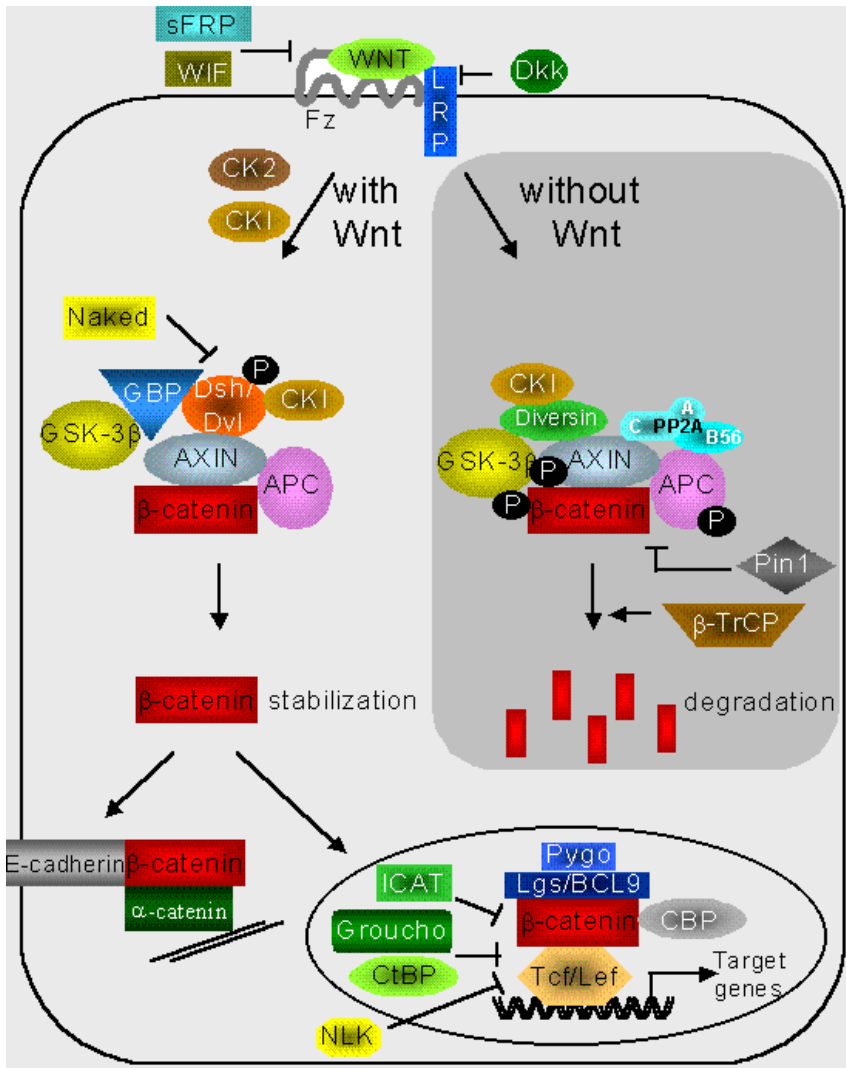 sFRP
WIF
WNT
L
R
P
Dkk
Fz
CK2
CKI
with
Wnt
without
Wnt
Naked
GBP
Dsh/
Dvl
P
CKI
GSK-3β
AXIN
APC
β-catenin
CKI
Diversin
C
PP2A
A
B56
GSK-3β
P
AXIN
APC
P
β-catenin
P
Pin1
β-TrCP
β-catenin
stabilization
degradation
E-cadherin
β-catenin
α-catenin
Pygo
Lgs/BCL9
ICAT
β-catenin
CBP
Groucho
CtBP
Tcf/Lef
Target
genes
NLK